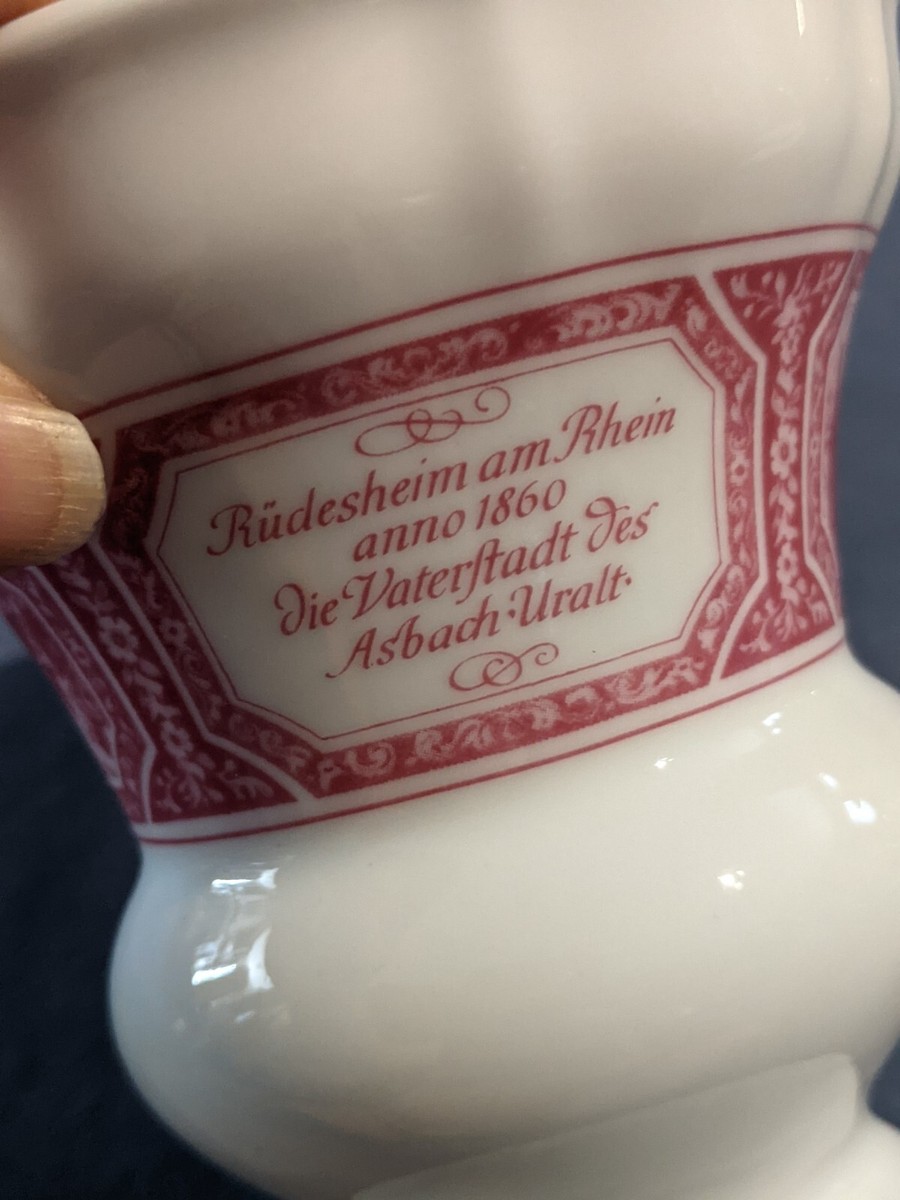 Rüdesheim am Rhein
anno 1860
die Vaterstadt des
Asbach·Uralt·